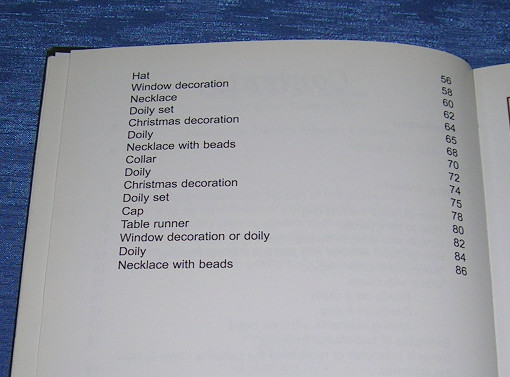 Hat 56
Window decoration 58
Necklace 60
Doily set 62
Christmas decoration 64
Doily 65
Necklace with beads 68
Collar 70
Doily 72
Christmas decoration 74
Doily set 75
Cap 78
Table runner 80
Window decoration or doily 82
Doily 84
Necklace with beads 86